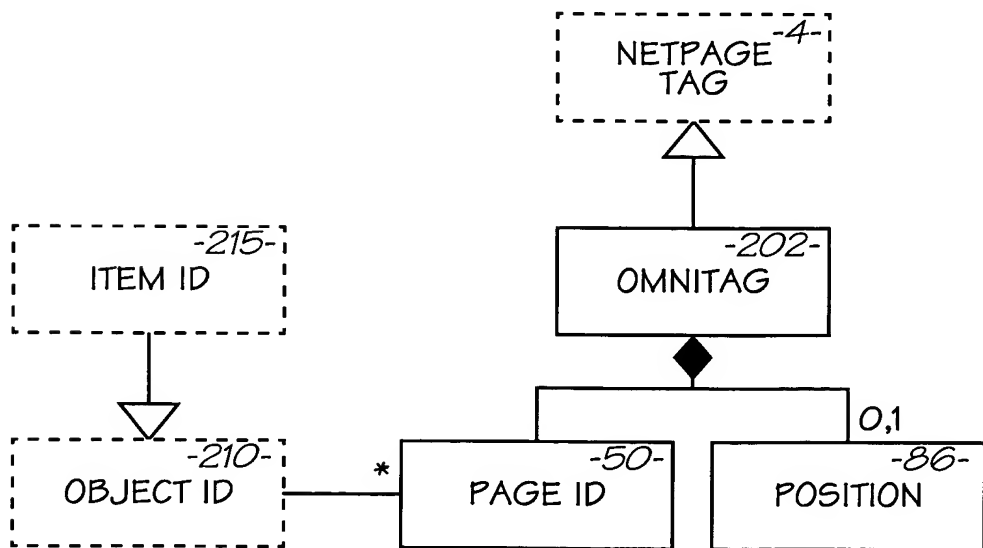 -4-
NETPAGE
TAG
-215-
ITEM ID
-202-
OMNITAG
0,1
-210-
OBJECT ID
*
-50-
PAGE ID
-86-
POSITION